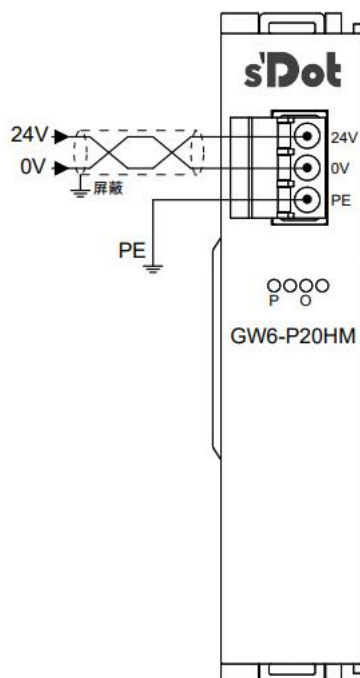 s'Dot
24V
24V
0V
0V
屏蔽
PE
PE
P O
GW6-P20HM